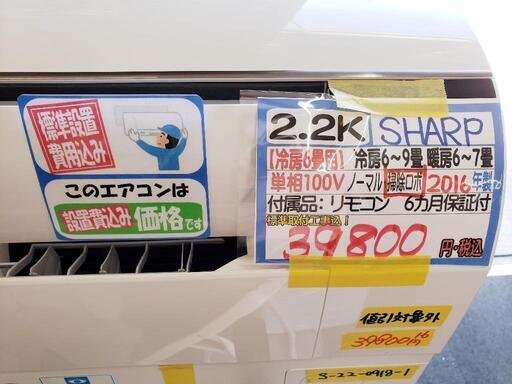 標準設置
費用込み
このエアコンは
設置費込み価格です
2.2K SHARP
【冷房6畳用】 冷房6~9畳 暖房6~7畳
単相100V ノーマル 掃除ロボ 2016年製
付属品:リモコン 6カ月保証付
標準取付工事込!
39800
円・税込
値引対象外
39800円
16
S-22-0918-1